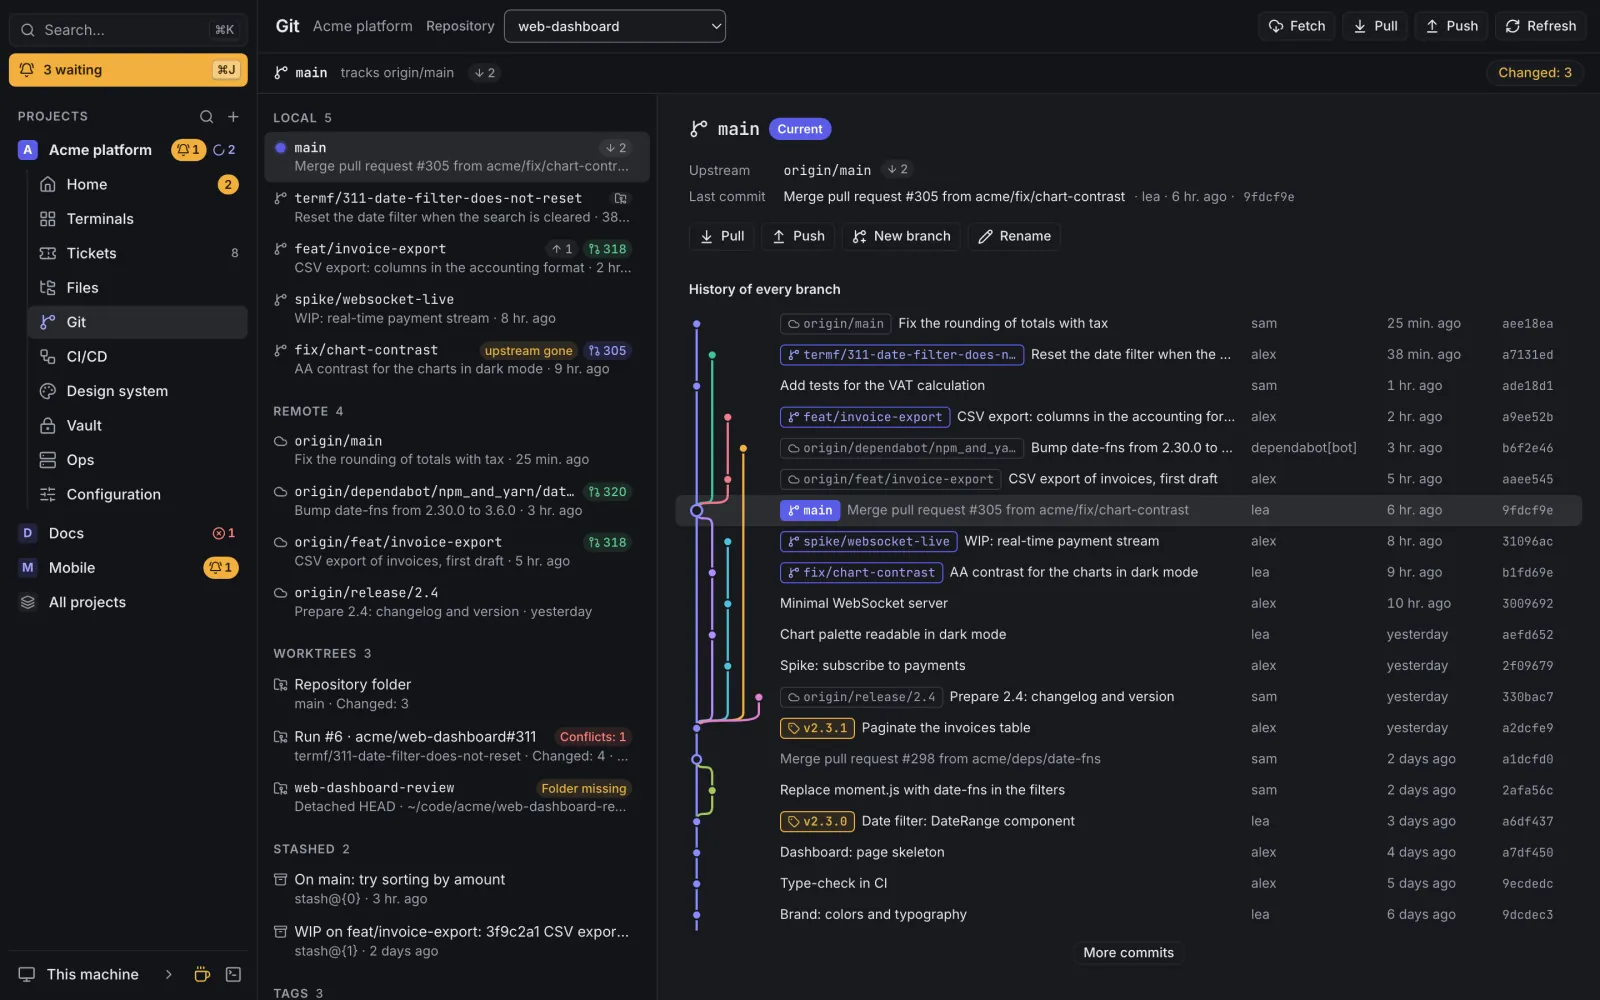 Search...
⌘K
3 waiting
⌘J
PROJECTS
A Acme platform 1 2
Home 2
Terminals
Tickets 8
Files
Git
CI/CD
Design system
Vault
Ops
Configuration
D Docs 1
M Mobile 1
All projects
This machine
Git Acme platform Repository web-dashboard
Fetch Pull Push Refresh
main tracks origin/main ↓ 2
Changed: 3
LOCAL 5
main ↓ 2
Merge pull request #305 from acme/fix/chart-contr...
termf/311-date-filter-does-not-reset
Reset the date filter when the search is cleared · 38...
feat/invoice-export ↑ 1 318
CSV export: columns in the accounting format · 2 hr...
spike/websocket-live
WIP: real-time payment stream · 8 hr. ago
fix/chart-contrast upstream gone 305
AA contrast for the charts in dark mode · 9 hr. ago
REMOTE 4
origin/main
Fix the rounding of totals with tax · 25 min. ago
origin/dependabot/npm_and_yarn/dat... 320
Bump date-fns from 2.30.0 to 3.6.0 · 3 hr. ago
origin/feat/invoice-export 318
CSV export of invoices, first draft · 5 hr. ago
origin/release/2.4
Prepare 2.4: changelog and version · yesterday
WORKTREES 3
Repository folder
main · Changed: 3
Run #6 · acme/web-dashboard#311 Conflicts: 1
termf/311-date-filter-does-not-reset · Changed: 4 · ...
web-dashboard-review Folder missing
Detached HEAD · ~/code/acme/web-dashboard-re...
STASHED 2
On main: try sorting by amount
stash@{0} · 3 hr. ago
WIP on feat/invoice-export: 3f9c2a1 CSV expor...
stash@{1} · 2 days ago
TAGS 3
main Current
Upstream origin/main ↓ 2
Last commit Merge pull request #305 from acme/fix/chart-contrast · lea · 6 hr. ago · 9fdcf9e
Pull Push New branch Rename
History of every branch
origin/main Fix the rounding of totals with tax sam 25 min. ago aee18ea
termf/311-date-filter-does-n... Reset the date filter when the ... alex 38 min. ago a7131ed
Add tests for the VAT calculation sam 1 hr. ago ade18d1
feat/invoice-export CSV export: columns in the accounting for... alex 2 hr. ago a9ee52b
origin/dependabot/npm_and_ya... Bump date-fns from 2.30.0 to ... dependabot[bot] 3 hr. ago b6f2e46
origin/feat/invoice-export CSV export of invoices, first draft alex 5 hr. ago aaee545
main Merge pull request #305 from acme/fix/chart-contrast lea 6 hr. ago 9fdcf9e
spike/websocket-live WIP: real-time payment stream alex 8 hr. ago 31096ac
fix/chart-contrast AA contrast for the charts in dark mode lea 9 hr. ago b1fd69e
Minimal WebSocket server alex 10 hr. ago 3009692
Chart palette readable in dark mode lea yesterday aefd652
Spike: subscribe to payments alex yesterday 2f09679
origin/release/2.4 Prepare 2.4: changelog and version sam yesterday 330bac7
v2.3.1 Paginate the invoices table alex yesterday a2dcfe9
Merge pull request #298 from acme/deps/date-fns sam 2 days ago a1dcfd0
Replace moment.js with date-fns in the filters sam 2 days ago 2afa56c
v2.3.0 Date filter: DateRange component lea 3 days ago a6df437
Dashboard: page skeleton alex 4 days ago a7df450
Type-check in CI alex 5 days ago 9ecdedc
Brand: colors and typography lea 6 days ago 9dcdec3
More commits